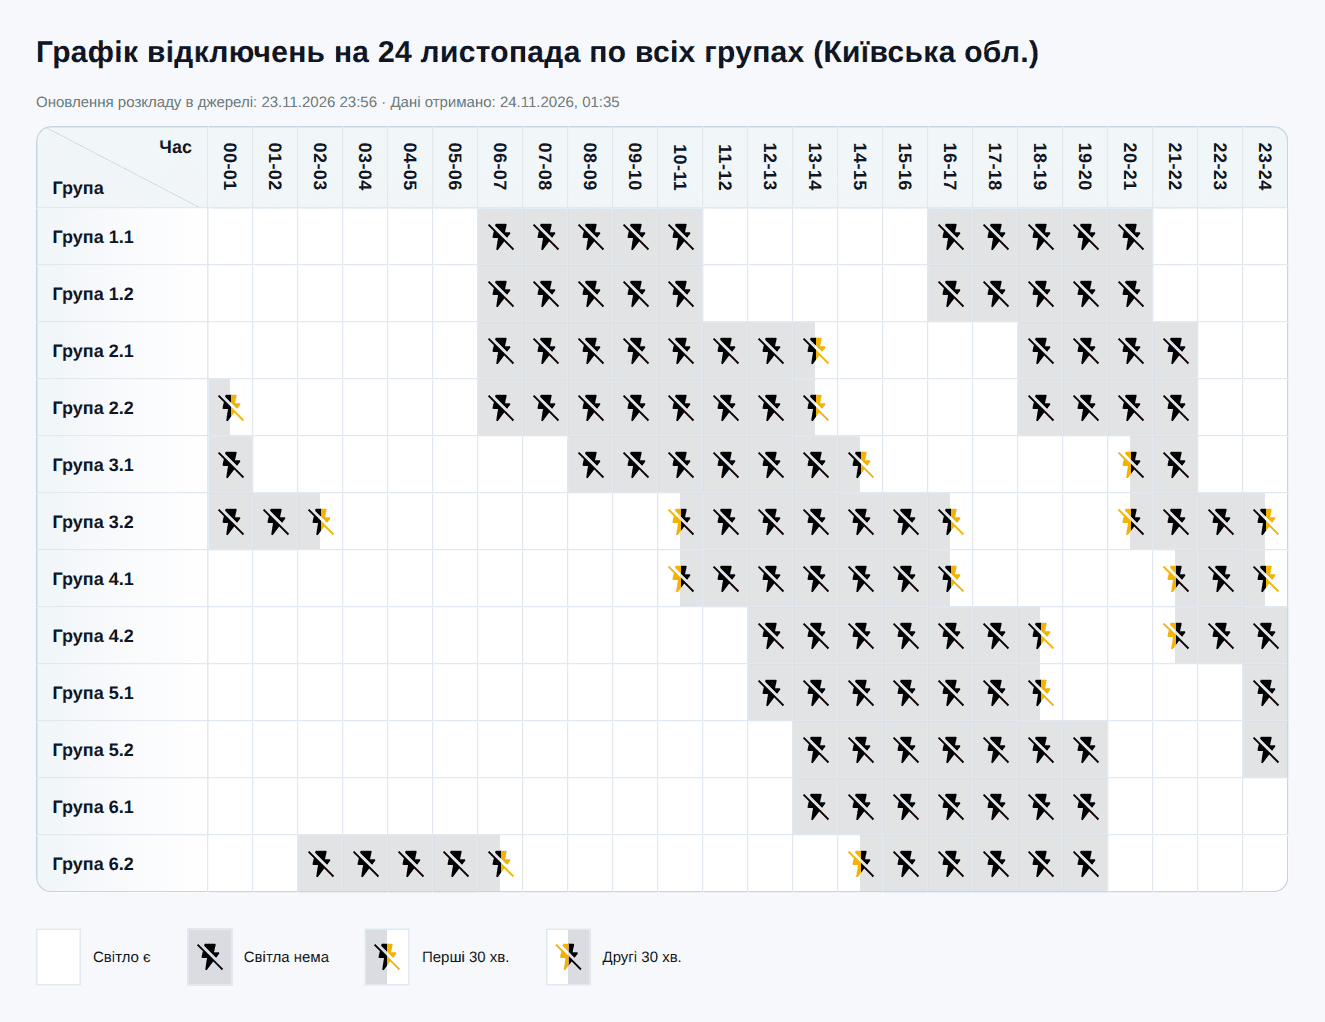 Графік відключень на 24 листопада по всіх групах (Київська обл.)
Оновлення розкладу в джерелі: 23.11.2026 23:56 · Дані отримано: 24.11.2026, 01:35
Час
Група
00-01 01-02 02-03 03-04 04-05 05-06 06-07 07-08 08-09 09-10 10-11 11-12 12-13 13-14 14-15 15-16 16-17 17-18 18-19 19-20 20-21 21-22 22-23 23-24
Група 1.1
Група 1.2
Група 2.1
Група 2.2
Група 3.1
Група 3.2
Група 4.1
Група 4.2
Група 5.1
Група 5.2
Група 6.1
Група 6.2
Світло є
Світла нема
Перші 30 хв.
Другі 30 хв.